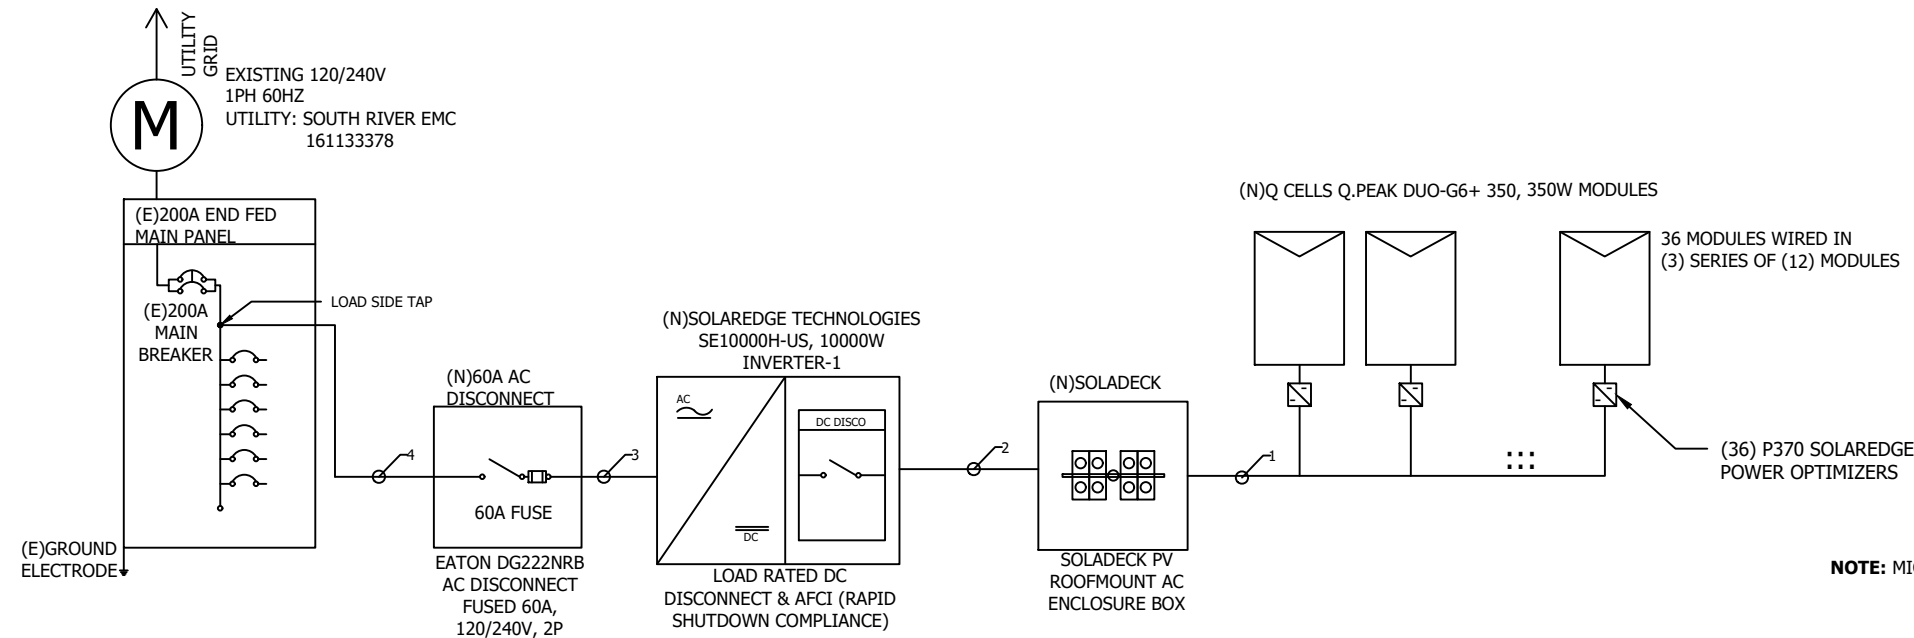 UTILITY
GRID
EXISTING 120/240V
1PH 60HZ
UTILITY: SOUTH RIVER EMC
161133378
M
(E)200A END FED
MAIN PANEL
(E)200A
MAIN
BREAKER
LOAD SIDE TAP
(E)GROUND
ELECTRODE
4
(N)60A AC
DISCONNECT
60A FUSE
EATON DG222NRB
AC DISCONNECT
FUSED 60A,
120/240V, 2P
3
(N)SOLAREDGE TECHNOLOGIES
SE10000H-US, 10000W
INVERTER-1
AC
DC
DC DISCO
LOAD RATED DC
DISCONNECT & AFCI (RAPID
SHUTDOWN COMPLIANCE)
2
(N)SOLADECK
SOLADECK PV
ROOFMOUNT AC
ENCLOSURE BOX
1
(N)Q CELLS Q.PEAK DUO-G6+ 350, 350W MODULES
36 MODULES WIRED IN
(3) SERIES OF (12) MODULES
(36) P370 SOLAREDGE
POWER OPTIMIZERS
NOTE: